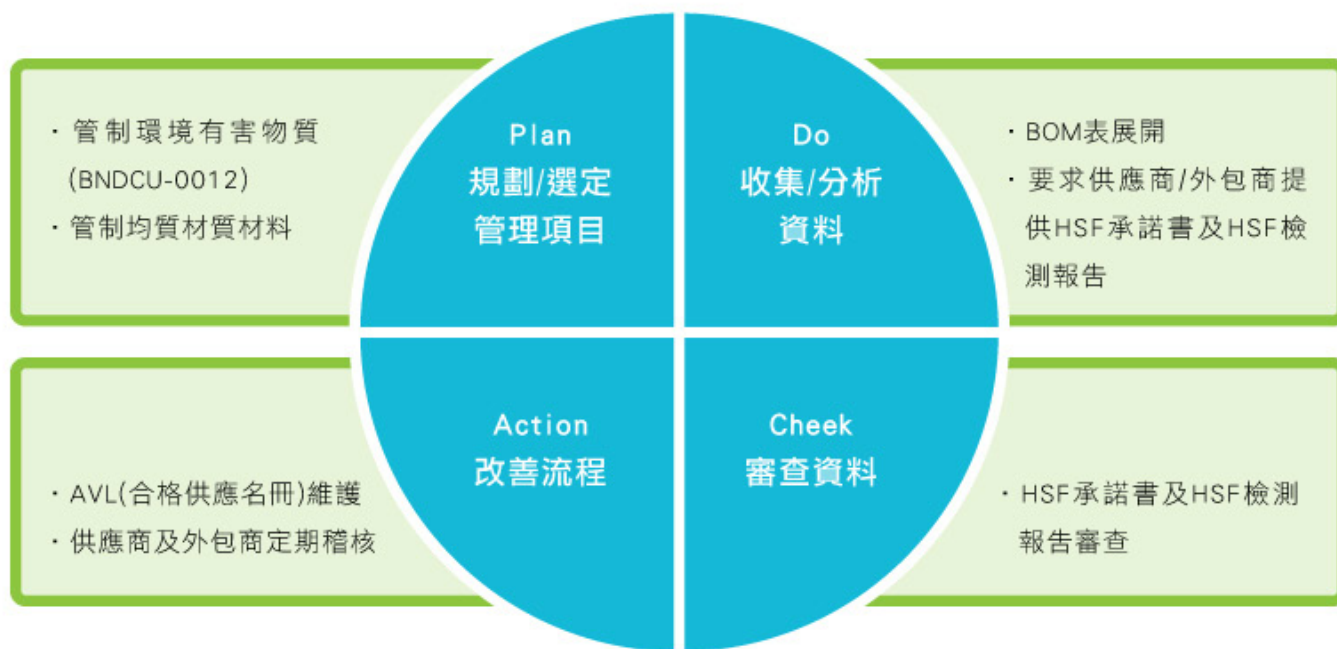 ・管制環境有害物質
(BNDCU-0012)
・管制均質材質材料
Plan
規劃/選定
管理項目
Do
收集/分析
資料
・BOM表展開
・要求供應商/外包商提
供HSF承諾書及HSF檢
測報告
・AVL(合格供應名冊)維護
・供應商及外包商定期稽核
Action
改善流程
Cheek
審查資料
・HSF承諾書及HSF檢測
報告審查